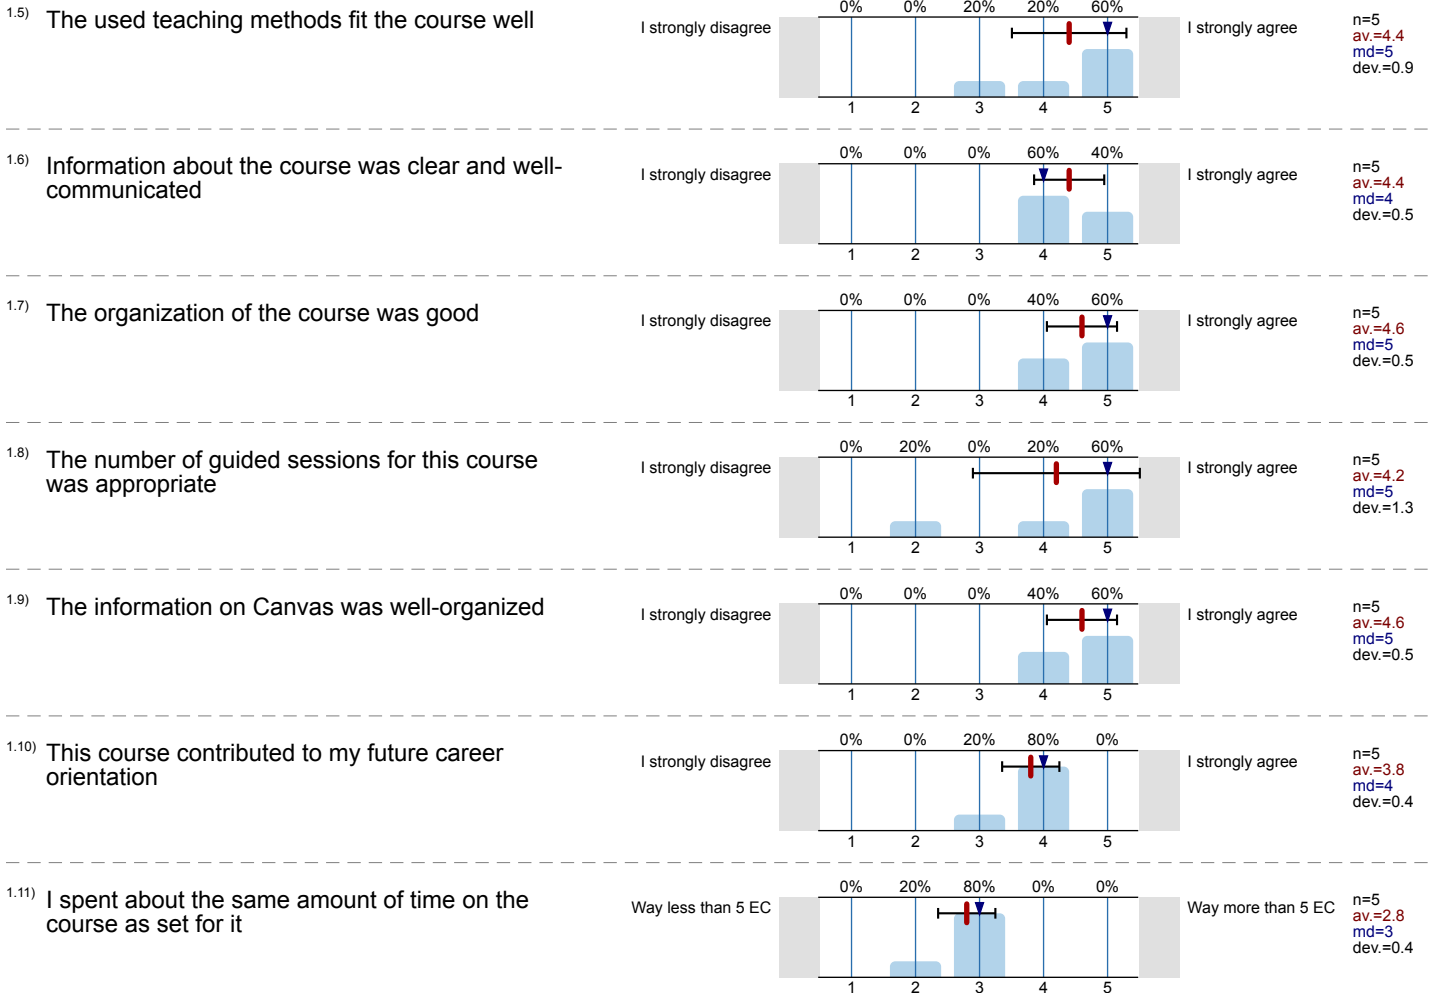 1.5) The used teaching methods fit the course well
I strongly disagree
0% 0% 20% 20% 60%
1 2 3 4 5
I strongly agree
n=5
av.=4.4
md=5
dev.=0.9
1.6) Information about the course was clear and well-
communicated
I strongly disagree
0% 0% 0% 60% 40%
1 2 3 4 5
I strongly agree
n=5
av.=4.4
md=4
dev.=0.5
1.7) The organization of the course was good
I strongly disagree
0% 0% 0% 40% 60%
1 2 3 4 5
I strongly agree
n=5
av.=4.6
md=5
dev.=0.5
1.8) The number of guided sessions for this course
was appropriate
I strongly disagree
0% 20% 0% 20% 60%
1 2 3 4 5
I strongly agree
n=5
av.=4.2
md=5
dev.=1.3
1.9) The information on Canvas was well-organized
I strongly disagree
0% 0% 0% 40% 60%
1 2 3 4 5
I strongly agree
n=5
av.=4.6
md=5
dev.=0.5
1.10) This course contributed to my future career
orientation
I strongly disagree
0% 0% 20% 80% 0%
1 2 3 4 5
I strongly agree
n=5
av.=3.8
md=4
dev.=0.4
1.11) I spent about the same amount of time on the
course as set for it
Way less than 5 EC
0% 20% 80% 0% 0%
1 2 3 4 5
Way more than 5 EC
n=5
av.=2.8
md=3
dev.=0.4